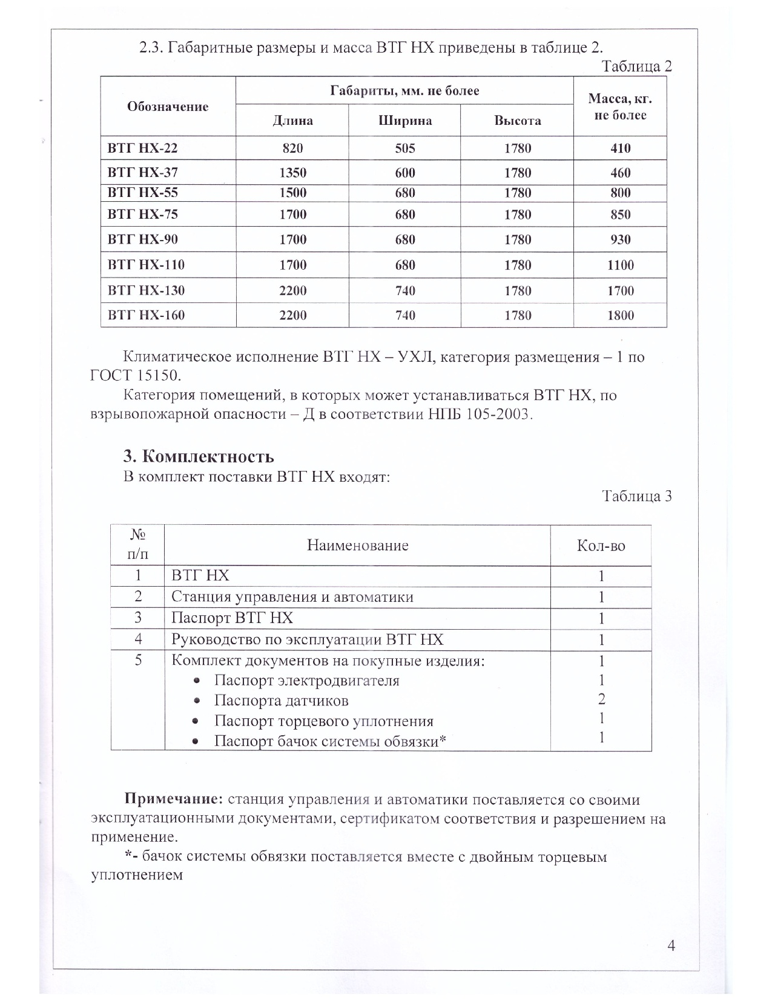 2.3. Габаритные размеры и масса ВТГ НХ приведены в таблице 2.
Таблица 2
Обозначение
Габариты, мм. не более
Масса, кг.
не более
Длина Ширина Высота
ВТГ НХ-22 820 505 1780 410
ВТГ НХ-37 1350 600 1780 460
ВТГ НХ-55 1500 680 1780 800
ВТГ НХ-75 1700 680 1780 850
ВТГ НХ-90 1700 680 1780 930
ВТГ НХ-110 1700 680 1780 1100
ВТГ НХ-130 2200 740 1780 1700
ВТГ НХ-160 2200 740 1780 1800
Климатическое исполнение ВТГ НХ – УХЛ, категория размещения – 1 по
ГОСТ 15150.
Категория помещений, в которых может устанавливаться ВТГ НХ, по
взрывопожарной опасности – Д в соответствии НПБ 105-2003.
3. Комплектность
В комплект поставки ВТГ НХ входят:
Таблица 3
№
п/п
Наименование Кол-во
1 ВТГ НХ 1
2 Станция управления и автоматики 1
3 Паспорт ВТГ НХ 1
4 Руководство по эксплуатации ВТГ НХ 1
5 Комплект документов на покупные изделия: 1
• Паспорт электродвигателя 1
• Паспорта датчиков 2
• Паспорт торцевого уплотнения 1
• Паспорт бачок системы обвязки* 1
Примечание: станция управления и автоматики поставляется со своими
эксплуатационными документами, сертификатом соответствия и разрешением на
применение.
*- бачок системы обвязки поставляется вместе с двойным торцевым
уплотнением
4